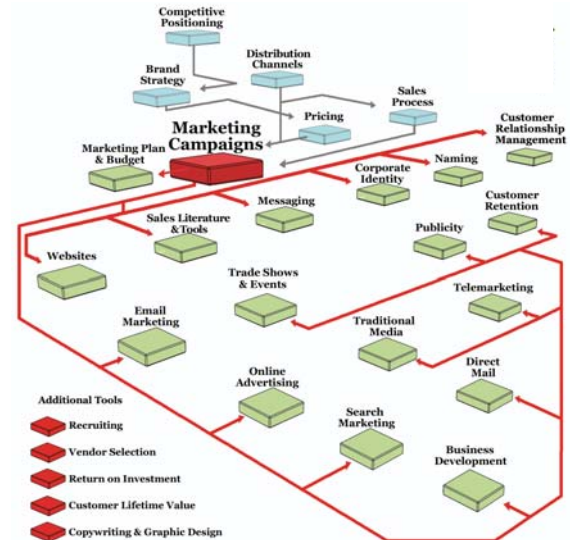 Competitive
Positioning
Distribution
Channels
Brand
Strategy
Sales
Process
Pricing
Customer
Relationship
Management
Marketing
Campaigns
Marketing Plan
& Budget
Naming
Corporate
Identity
Customer
Retention
Messaging
Sales Literature
&Tools
Publicity
Websites
Trade Shows
& Events
Telemarketing
Email
Marketing
Traditional
Media
Direct
Mail
Online
Advertising
Search
Marketing
Business
Development
Additional Tools
Recruiting
Vendor Selection
Return on Investment
Customer Lifetime Value
Copywriting & Graphic Design